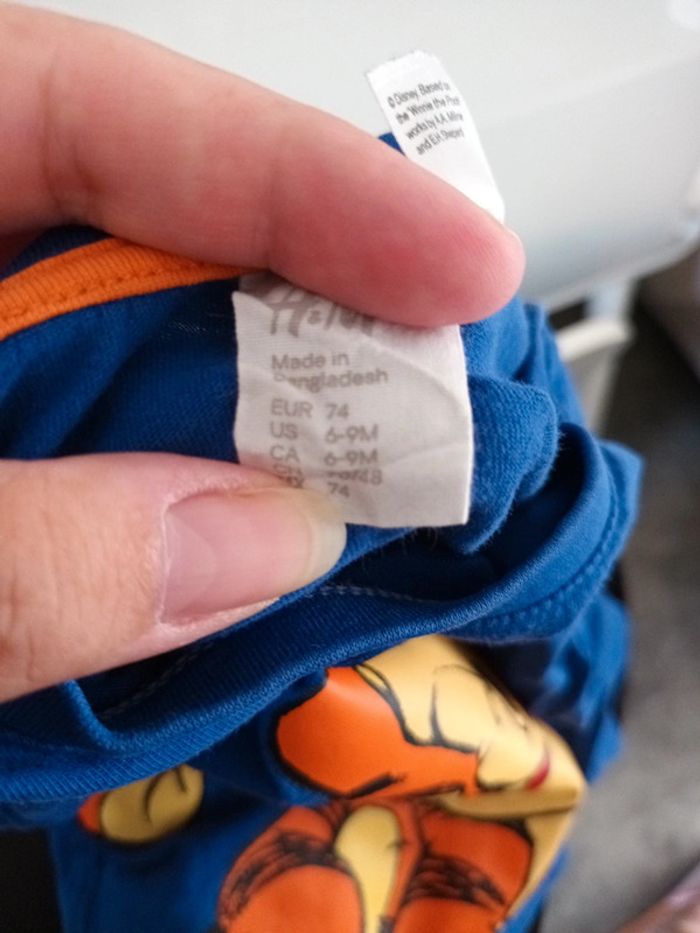 ©Disney. Based on
the 'Winnie the Pooh'
works by A.A. Milne
and E.H. Shepard
Made in
Bangladesh
EUR 74
US 6-9M
CA 6-9M
74